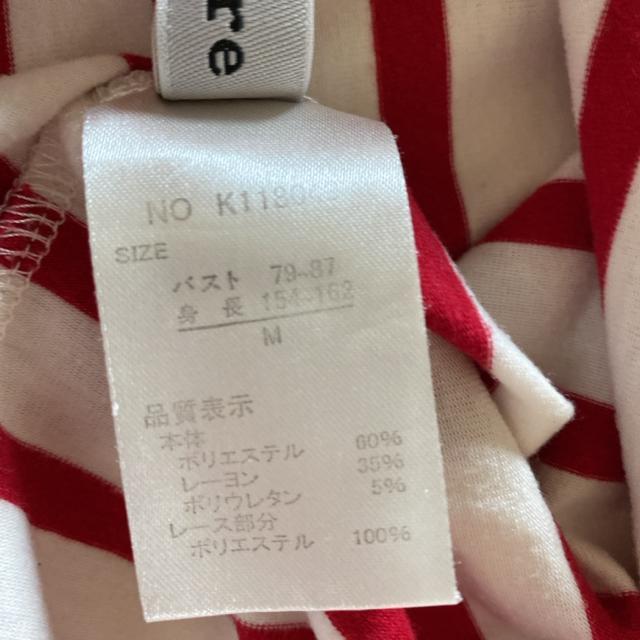 re
NO K1180
SIZE
バスト 79~87
身長 154~162
M
品質表示
本体
ポリエステル 60%
レーヨン 35%
ポリウレタン 5%
レース部分
ポリエステル 100%